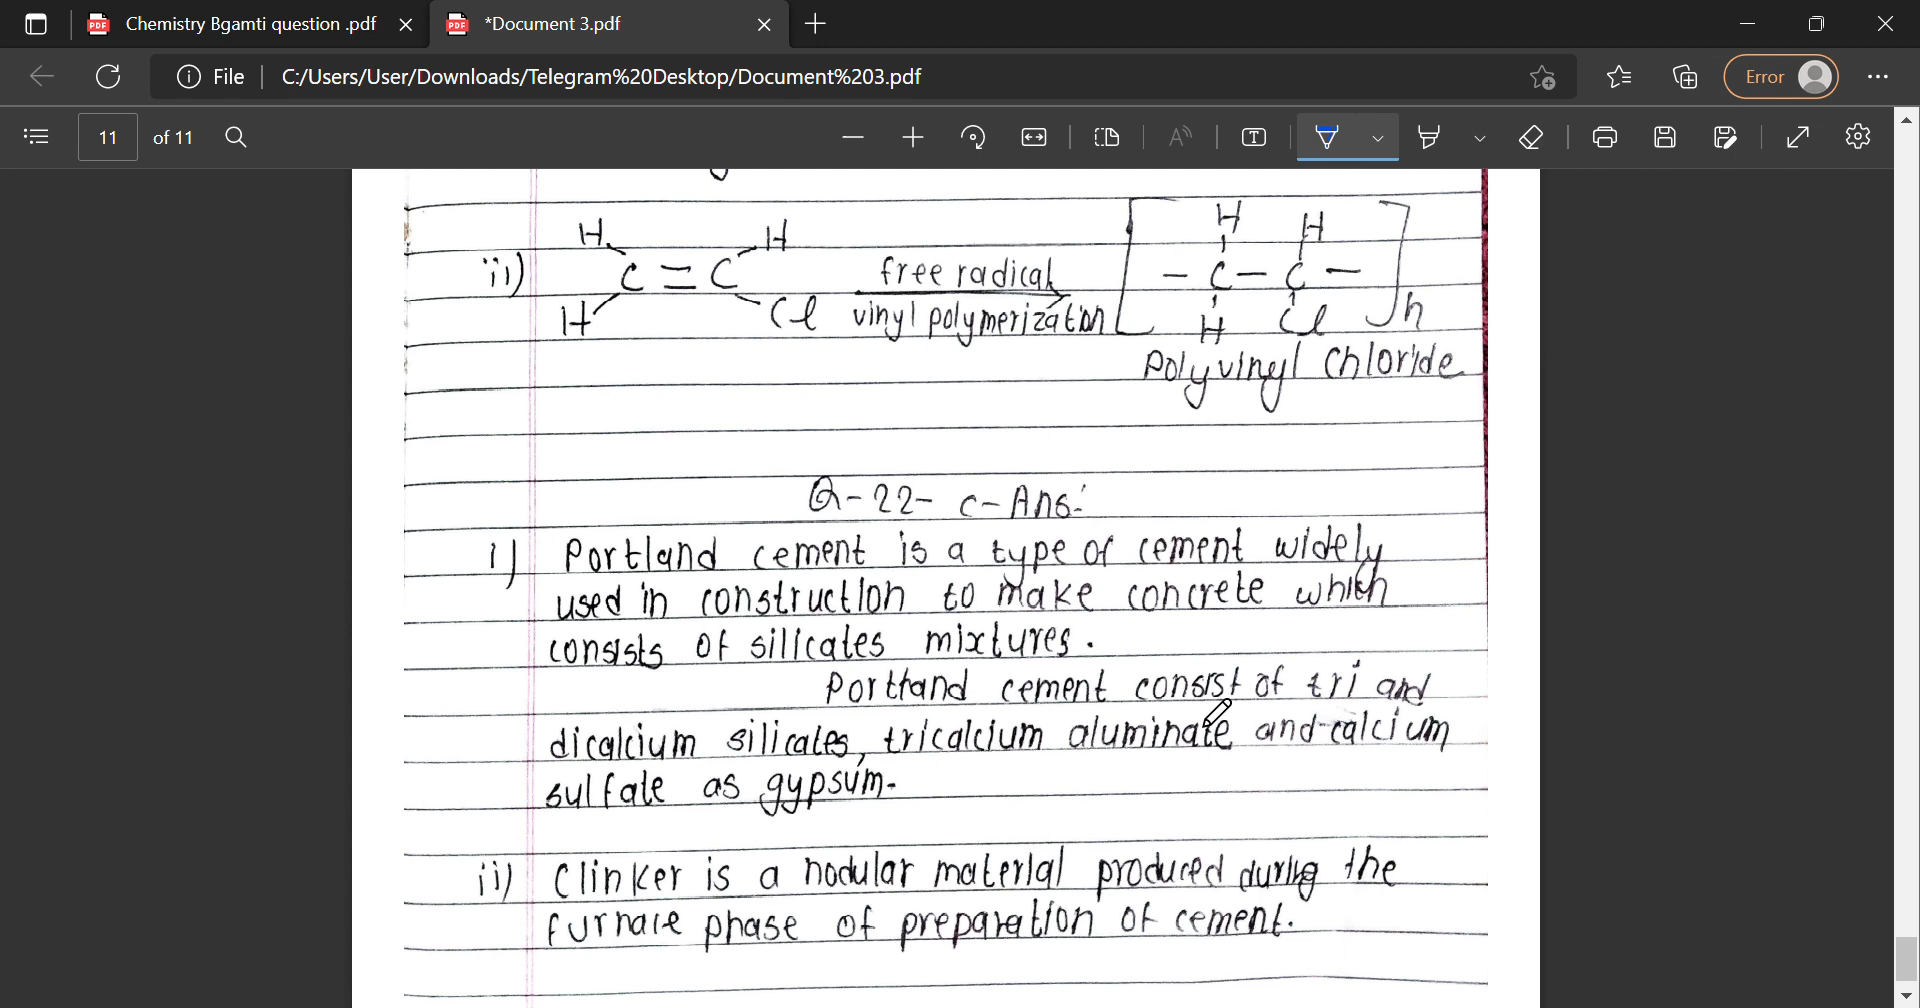 Chemistry Bgamti question .pdf
*Document 3.pdf
File
C:/Users/User/Downloads/Telegram%20Desktop/Document%203.pdf
Error
11 of 11
H H H H
ii) C = C free radical - C - C -
H Cl vinyl polymerization H Cl n
Polyvinyl Chloride
Q-22- c-Ans:
i) Portland cement is a type of cement widely
used in construction to make concrete which
consists of silicates mixtures.
Portland cement consist of tri and
dicalcium silicates, tricalcium aluminate and calcium
sulfate as gypsum.
ii) Clinker is a nodular material produced during the
furnace phase of preparation of cement.